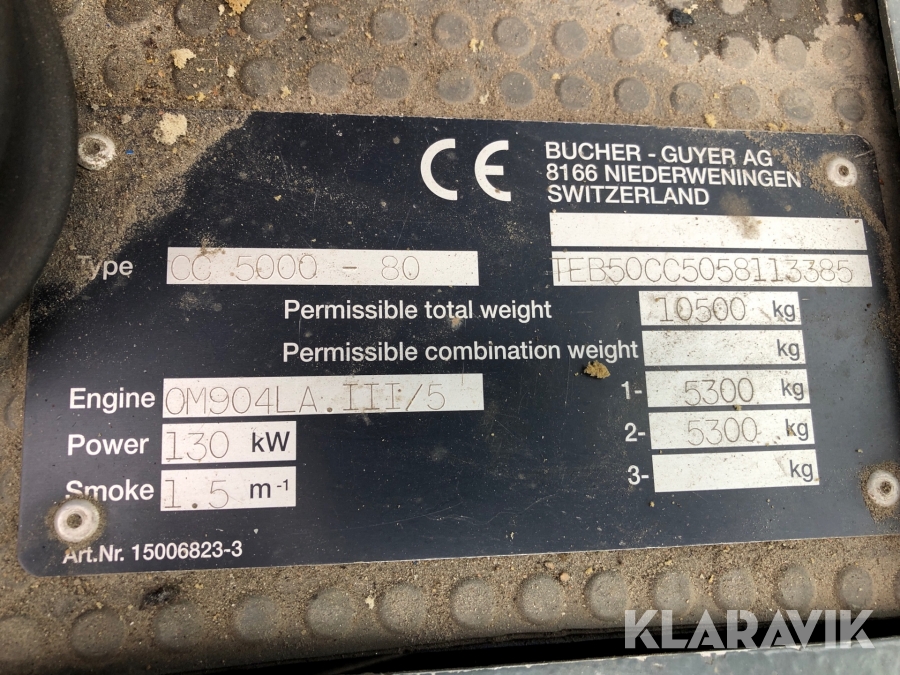 CE
BUCHER - GUYER AG
8166 NIEDERWENINGEN
SWITZERLAND
Type CC 5000 - 80
TEB50CC5058113385
Permissible total weight 10500 kg
Permissible combination weight kg
Engine OM904LA.III/5
1- 5300 kg
Power 130 kW
2- 5300 kg
Smoke 1.5 m-1
3- kg
Art.Nr. 15006823-3
KLARAVIK